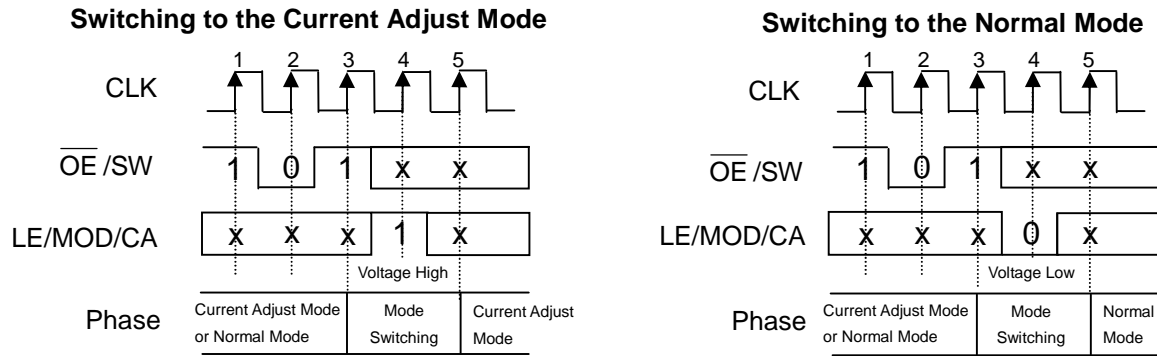 Switching to the Current Adjust Mode
1 2 3 4 5
CLK
OE /SW
1 0 1 x x
LE/MOD/CA
x x x 1 x
Voltage High
Phase
Current Adjust Mode
or Normal Mode
Mode
Switching
Current Adjust
Mode
Switching to the Normal Mode
1 2 3 4 5
CLK
OE /SW
1 0 1 x x
LE/MOD/CA
x x x 0 x
Voltage Low
Phase
Current Adjust Mode
or Normal Mode
Mode
Switching
Normal
Mode